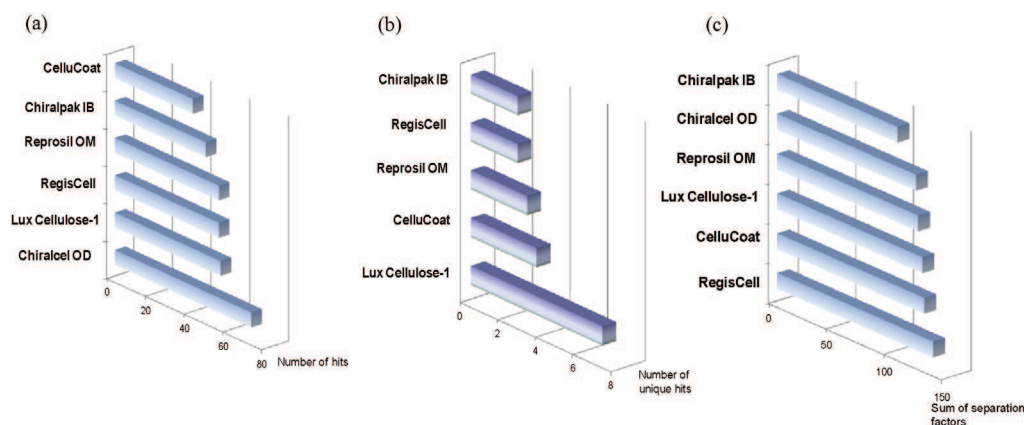 (a)
CelluCoat
Chiralpak IB
Reprosil OM
RegisCell
Lux Cellulose-1
Chiralcel OD
0
20
40
60
80
Number of hits
(b)
Chiralpak IB
RegisCell
Reprosil OM
CelluCoat
Lux Cellulose-1
0
2
4
6
8
Number of
unique hits
(c)
Chiralpak IB
Chiralcel OD
Reprosil OM
Lux Cellulose-1
CelluCoat
RegisCell
0
50
100
150
Sum of separation
factors